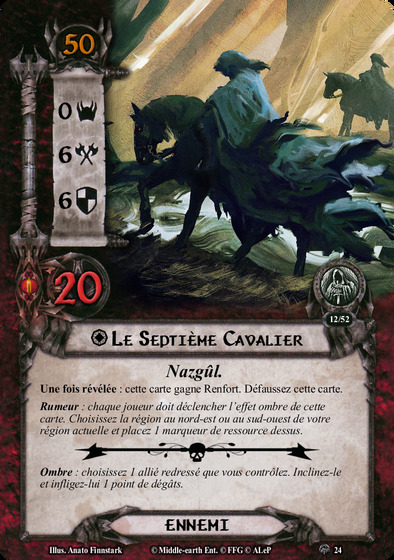 50
0
6
6
20
12/52
Le Septième Cavalier
Nazgûl.
Une fois révélée : cette carte gagne Renfort. Défaussez cette carte.
Rumeur : chaque joueur doit déclencher l'effet ombre de cette
carte. Choisissez la région au nord-est ou au sud-ouest de votre
région actuelle et placez 1 marqueur de ressource dessus.
Ombre : choisissez 1 allié redressé que vous contrôlez. Inclinez-le
et infligez-lui 1 point de dégâts.
ENNEMI
Illus. Anato Finnstark © Middle-earth Ent. © FFG © ALeP 24